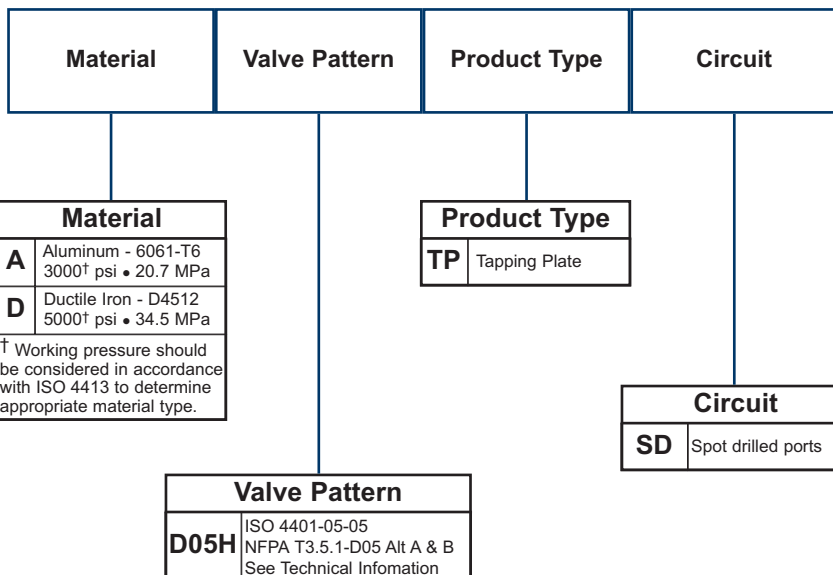 Material
Valve Pattern
Product Type
Circuit
Material
A
Aluminum - 6061-T6
3000† psi • 20.7 MPa
D
Ductile Iron - D4512
5000† psi • 34.5 MPa
† Working pressure should
be considered in accordance
with ISO 4413 to determine
appropriate material type.
Product Type
TP
Tapping Plate
Circuit
SD
Spot drilled ports
Valve Pattern
D05H
ISO 4401-05-05
NFPA T3.5.1-D05 Alt A & B
See Technical Infomation